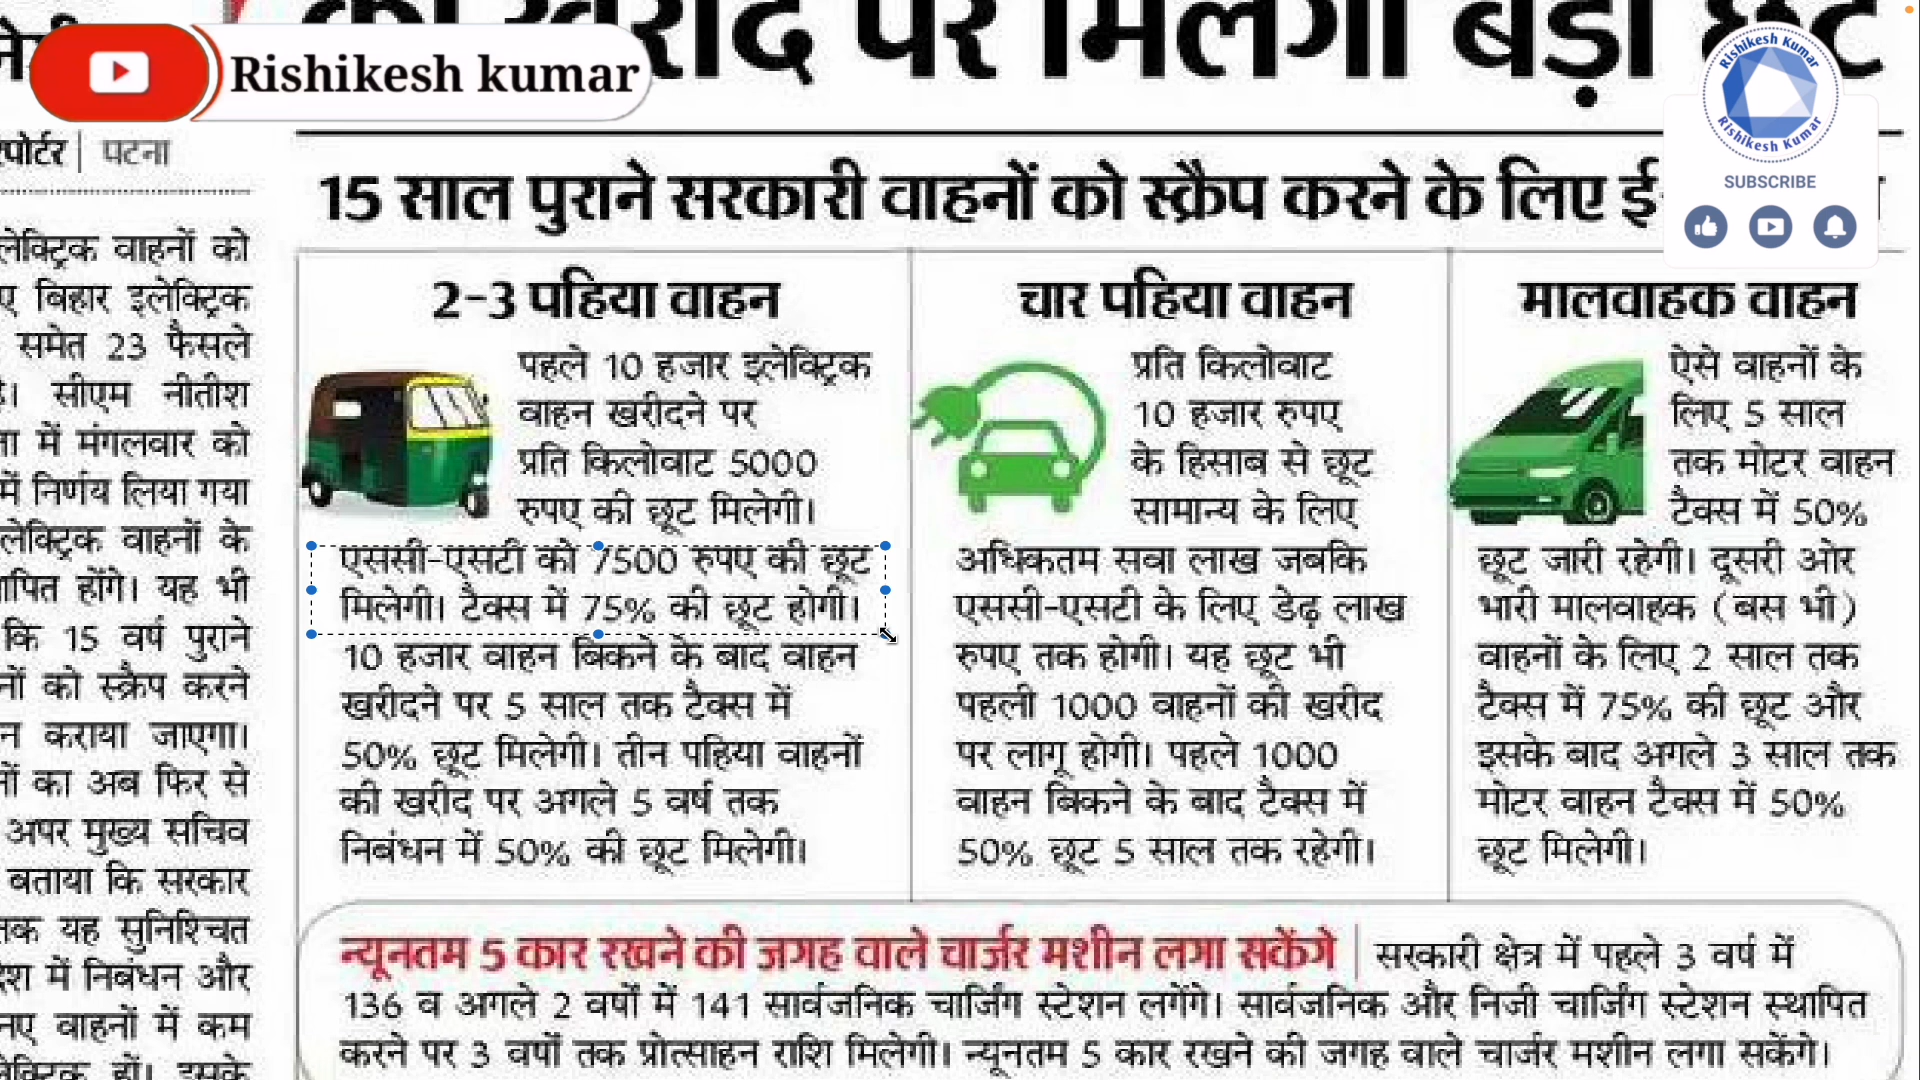 की खरीद पर मिलेगी बड़ी छूट
Rishikesh kumar
Rishikesh Kumar
Rishikesh Kumar
SUBSCRIBE
पटना
15 साल पुराने सरकारी वाहनों को स्क्रैप करने के लिए
लेक्ट्रिक वाहनों को
ए बिहार इलेक्ट्रिक
समेत 23 फैसले
सीएम नीतीश
में मंगलवार को
में निर्णय लिया गया
लेक्ट्रिक वाहनों के
होंगे। यह भी
कि 15 वर्ष पुराने
को स्क्रैप करने
कराया जाएगा।
का अब फिर से
अपर मुख्य सचिव
बताया कि सरकार
तक यह सुनिश्चित
में निबंधन और
नए वाहनों में कम
हों। इसके
2-3 पहिया वाहन
पहले 10 हजार इलेक्ट्रिक
वाहन खरीदने पर
प्रति किलोवाट 5000
रुपए की छूट मिलेगी।
एससी-एसटी को 7500 रुपए की छूट
मिलेगी। टैक्स में 75% की छूट होगी।
10 हजार वाहन बिकने के बाद वाहन
खरीदने पर 5 साल तक टैक्स में
50% छूट मिलेगी। तीन पहिया वाहनों
की खरीद पर अगले 5 वर्ष तक
निबंधन में 50% की छूट मिलेगी।
चार पहिया वाहन
प्रति किलोवाट
10 हजार रुपए
के हिसाब से छूट
सामान्य के लिए
अधिकतम सवा लाख जबकि
एससी-एसटी के लिए डेढ़ लाख
रुपए तक होगी। यह छूट भी
पहली 1000 वाहनों की खरीद
पर लागू होगी। पहले 1000
वाहन बिकने के बाद टैक्स में
50% छूट 5 साल तक रहेगी।
मालवाहक वाहन
ऐसे वाहनों के
लिए 5 साल
तक मोटर वाहन
टैक्स में 50%
छूट जारी रहेगी। दूसरी ओर
भारी मालवाहक (बस भी)
वाहनों के लिए 2 साल तक
टैक्स में 75% की छूट और
इसके बाद अगले 3 साल तक
मोटर वाहन टैक्स में 50%
छूट मिलेगी।
न्यूनतम 5 कार रखने की जगह वाले चार्जर मशीन लगा सकेंगे | सरकारी क्षेत्र में पहले 3 वर्ष में
136 व अगले 2 वर्षों में 141 सार्वजनिक चार्जिंग स्टेशन लगेंगे। सार्वजनिक और निजी चार्जिंग स्टेशन स्थापित
करने पर 3 वर्षों तक प्रोत्साहन राशि मिलेगी। न्यूनतम 5 कार रखने की जगह वाले चार्जर मशीन लगा सकेंगे।